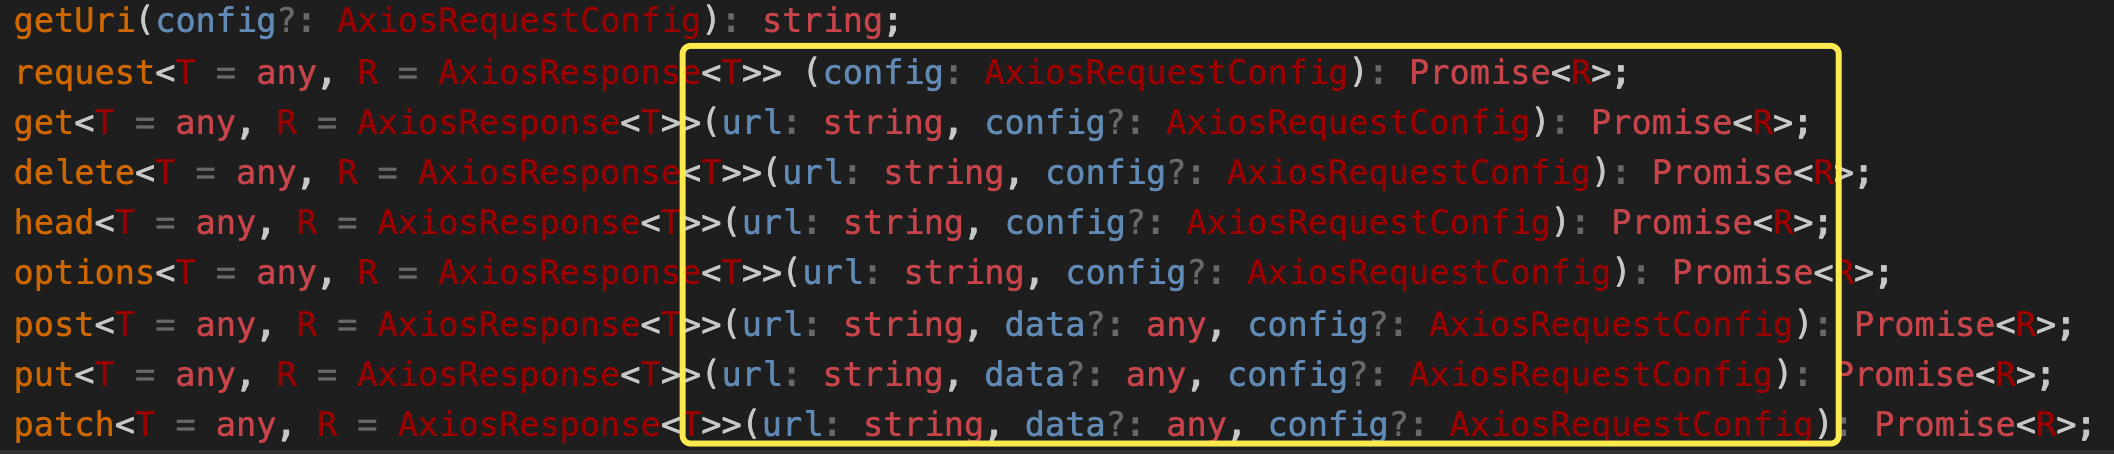 getUri(config?: AxiosRequestConfig): string;
request<T = any, R = AxiosResponse<T>> (config: AxiosRequestConfig): Promise<R>;
get<T = any, R = AxiosResponse<T>>(url: string, config?: AxiosRequestConfig): Promise<R>;
delete<T = any, R = AxiosResponse<T>>(url: string, config?: AxiosRequestConfig): Promise<R>;
head<T = any, R = AxiosResponse<T>>(url: string, config?: AxiosRequestConfig): Promise<R>;
options<T = any, R = AxiosResponse<T>>(url: string, config?: AxiosRequestConfig): Promise<R>;
post<T = any, R = AxiosResponse<T>>(url: string, data?: any, config?: AxiosRequestConfig): Promise<R>;
put<T = any, R = AxiosResponse<T>>(url: string, data?: any, config?: AxiosRequestConfig): Promise<R>;
patch<T = any, R = AxiosResponse<T>>(url: string, data?: any, config?: AxiosRequestConfig): Promise<R>;